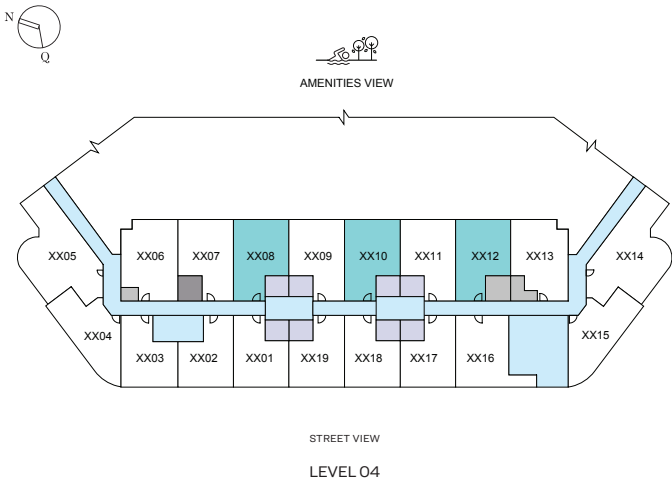 N
Q
AMENITIES VIEW
XX05
XX06
XX07
XX08
XX09
XX10
XX11
XX12
XX13
XX14
XX04
XX03
XX02
XX01
XX19
XX18
XX17
XX16
XX15
STREET VIEW
LEVEL 04